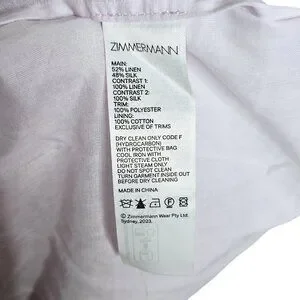 ZIMMERMANN
MAIN:
52% LINEN
48% SILK
CONTRAST 1:
100% LINEN
CONTRAST 2:
100% SILK
TRIM:
100% POLYESTER
LINING:
100% COTTON
EXCLUSIVE OF TRIMS
DRY CLEAN ONLY CODE F
(HYDROCARBON)
WITH PROTECTIVE BAG
COOL IRON WITH
PROTECTIVE CLOTH
LIGHT STEAM ONLY
DO NOT SPOT CLEAN
TURN GARMENT INSIDE OUT
BEFORE DRY CLEANING
MADE IN CHINA
© Zimmermann Wear Pty Ltd.
Sydney, 2023.